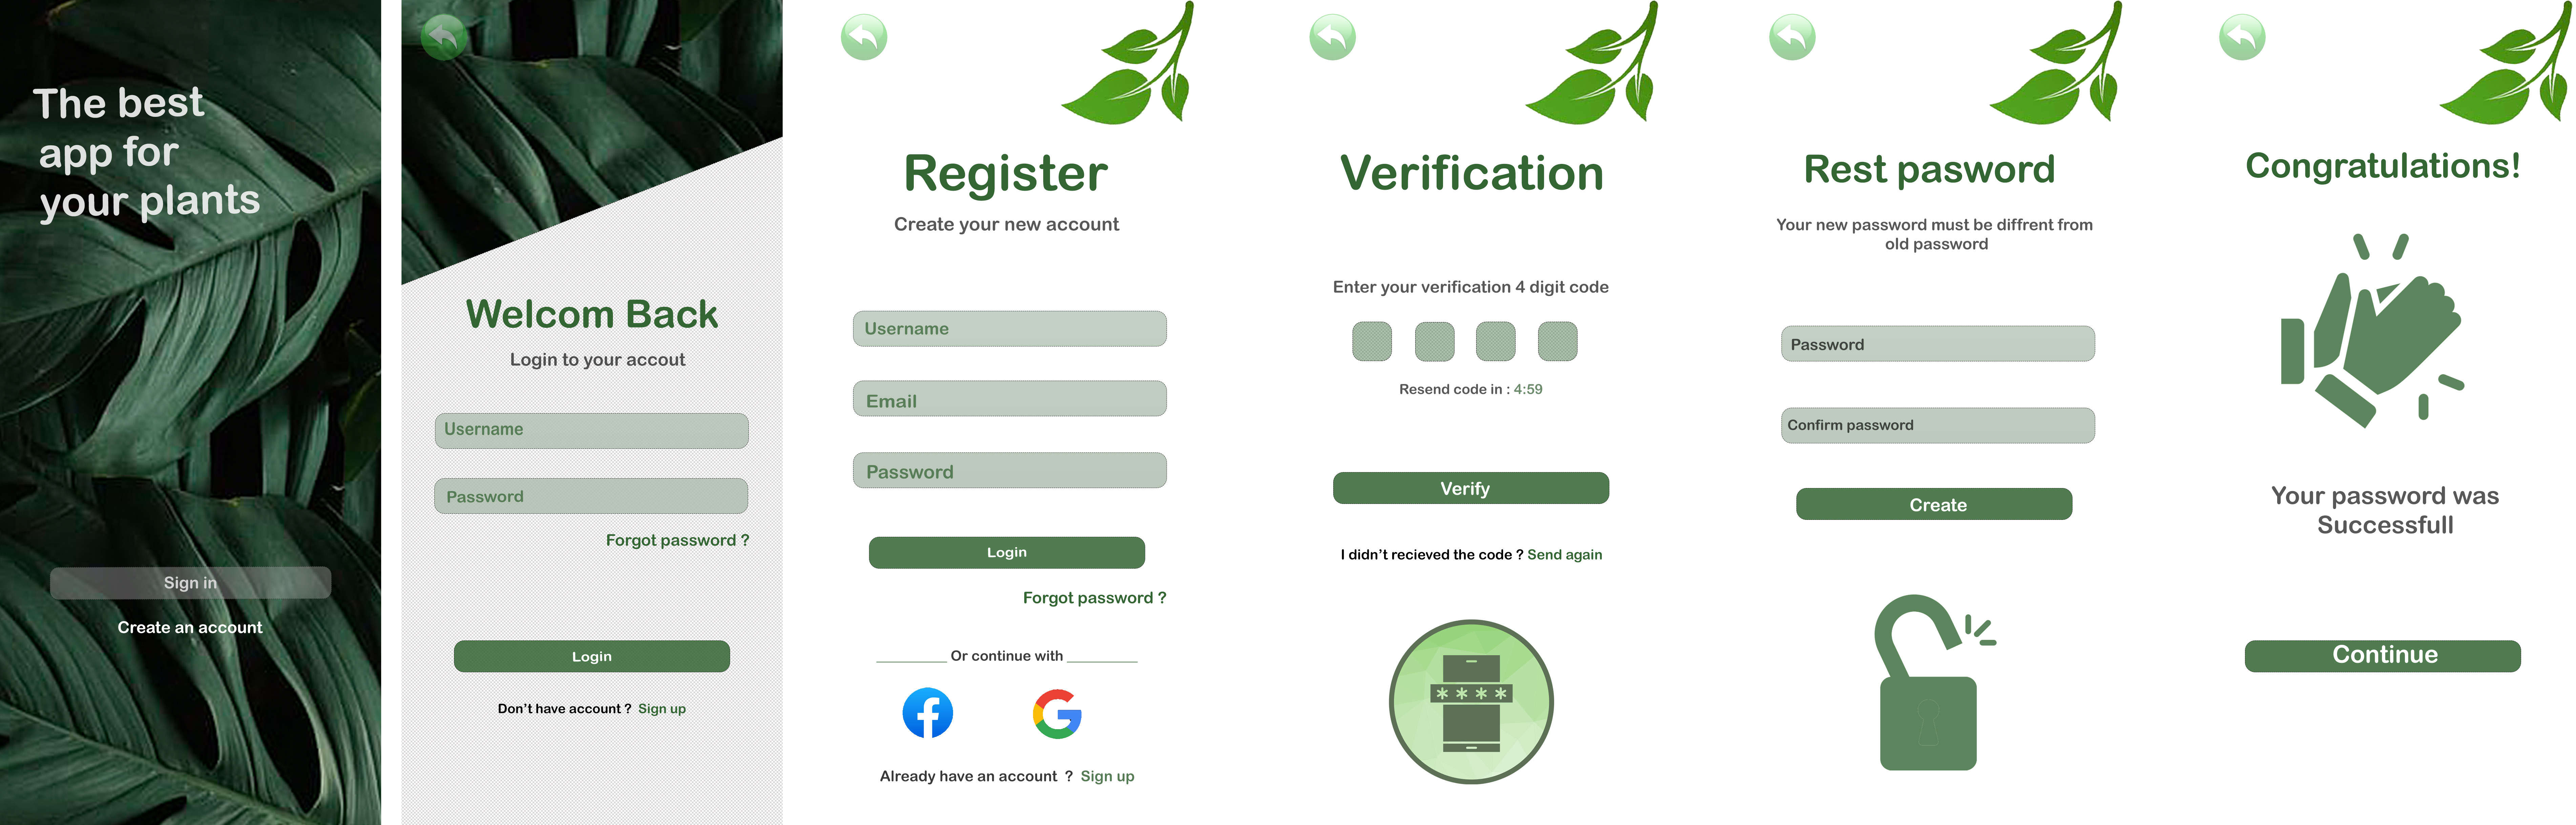 The best
app for
your plants
Sign in
Create an account
Welcom Back
Login to your accout
Username
Password
Forgot password ?
Login
Don't have account ? Sign up
Register
Create your new account
Username
Email
Password
Login
Forgot password ?
Or continue with
Already have an account ? Sign up
Verification
Enter your verification 4 digit code
Resend code in : 4:59
Verify
I didn't recieved the code ? Send again
* * * *
Rest pasword
Your new password must be diffrent from
old password
Password
Confirm password
Create
Congratulations!
Your password was
Successfull
Continue